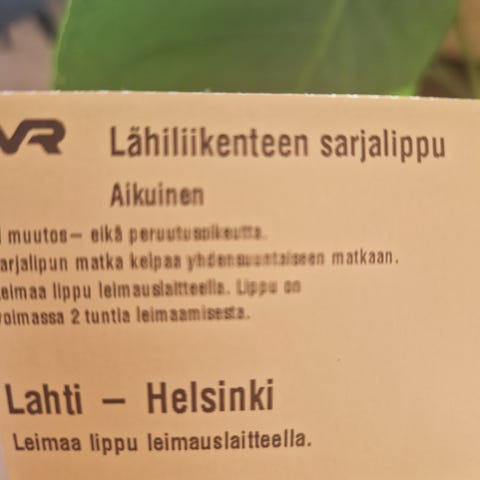 VR
Lähiliikenteen sarjalippu
Aikuinen
muutos– eikä peruutusoikeutta.
arjalipun matka kelpaa yhdensuuntaiseen matkaan.
eimaa lippu leimauslaitteella. Lippu on
voimassa 2 tuntia leimaamisesta.
Lahti – Helsinki
Leimaa lippu leimauslaitteella.